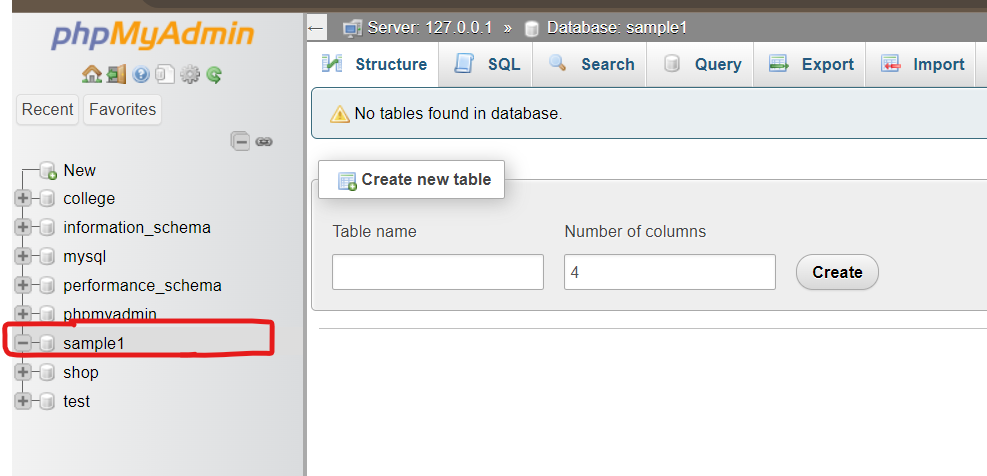 phpMyAdmin
Recent Favorites
New
college
information_schema
mysql
performance_schema
phpmyadmin
sample1
shop
test
Server: 127.0.0.1 » Database: sample1
Structure SQL Search Query Export Import
No tables found in database.
Create new table
Table name Number of columns
4 Create